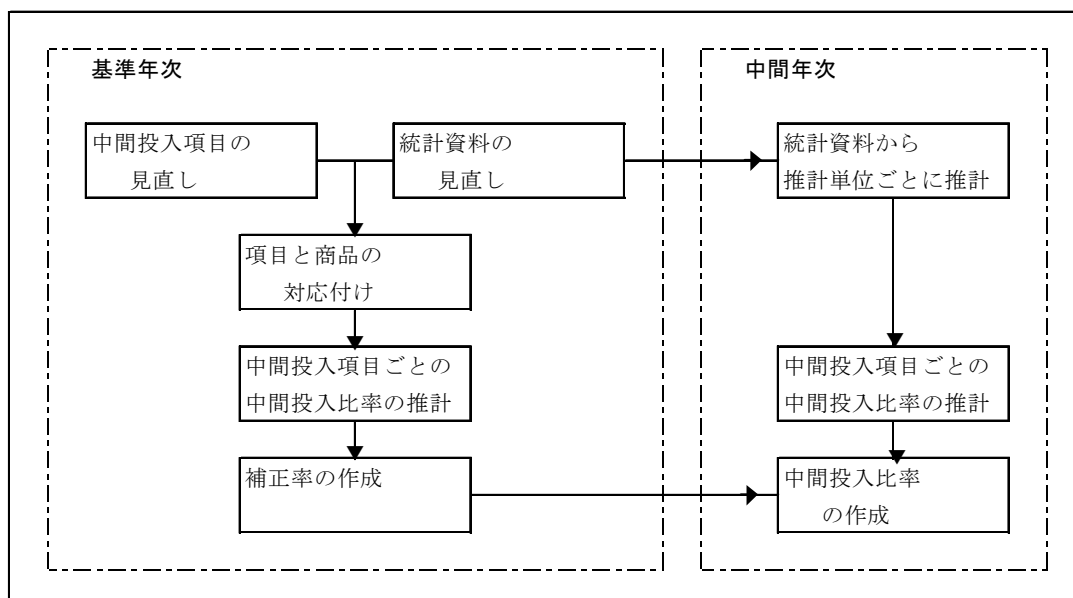 基準年次
中間投入項目の
見直し
統計資料の
見直し
項目と商品の
対応付け
中間投入項目ごとの
中間投入比率の推計
補正率の作成
中間年次
統計資料から
推計単位ごとに推計
中間投入項目ごとの
中間投入比率の推計
中間投入比率
の作成